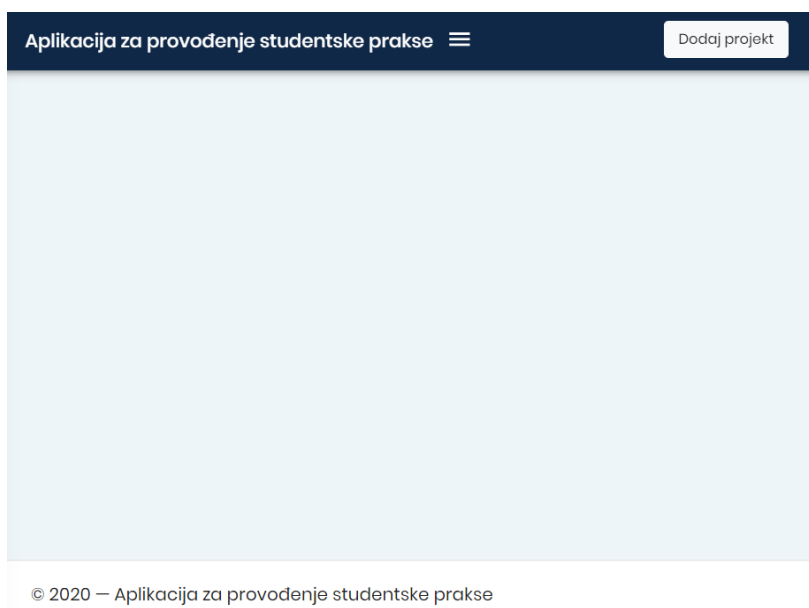 Aplikacija za provođenje studentske prakse
Dodaj projekt
© 2020 — Aplikacija za provođenje studentske prakse